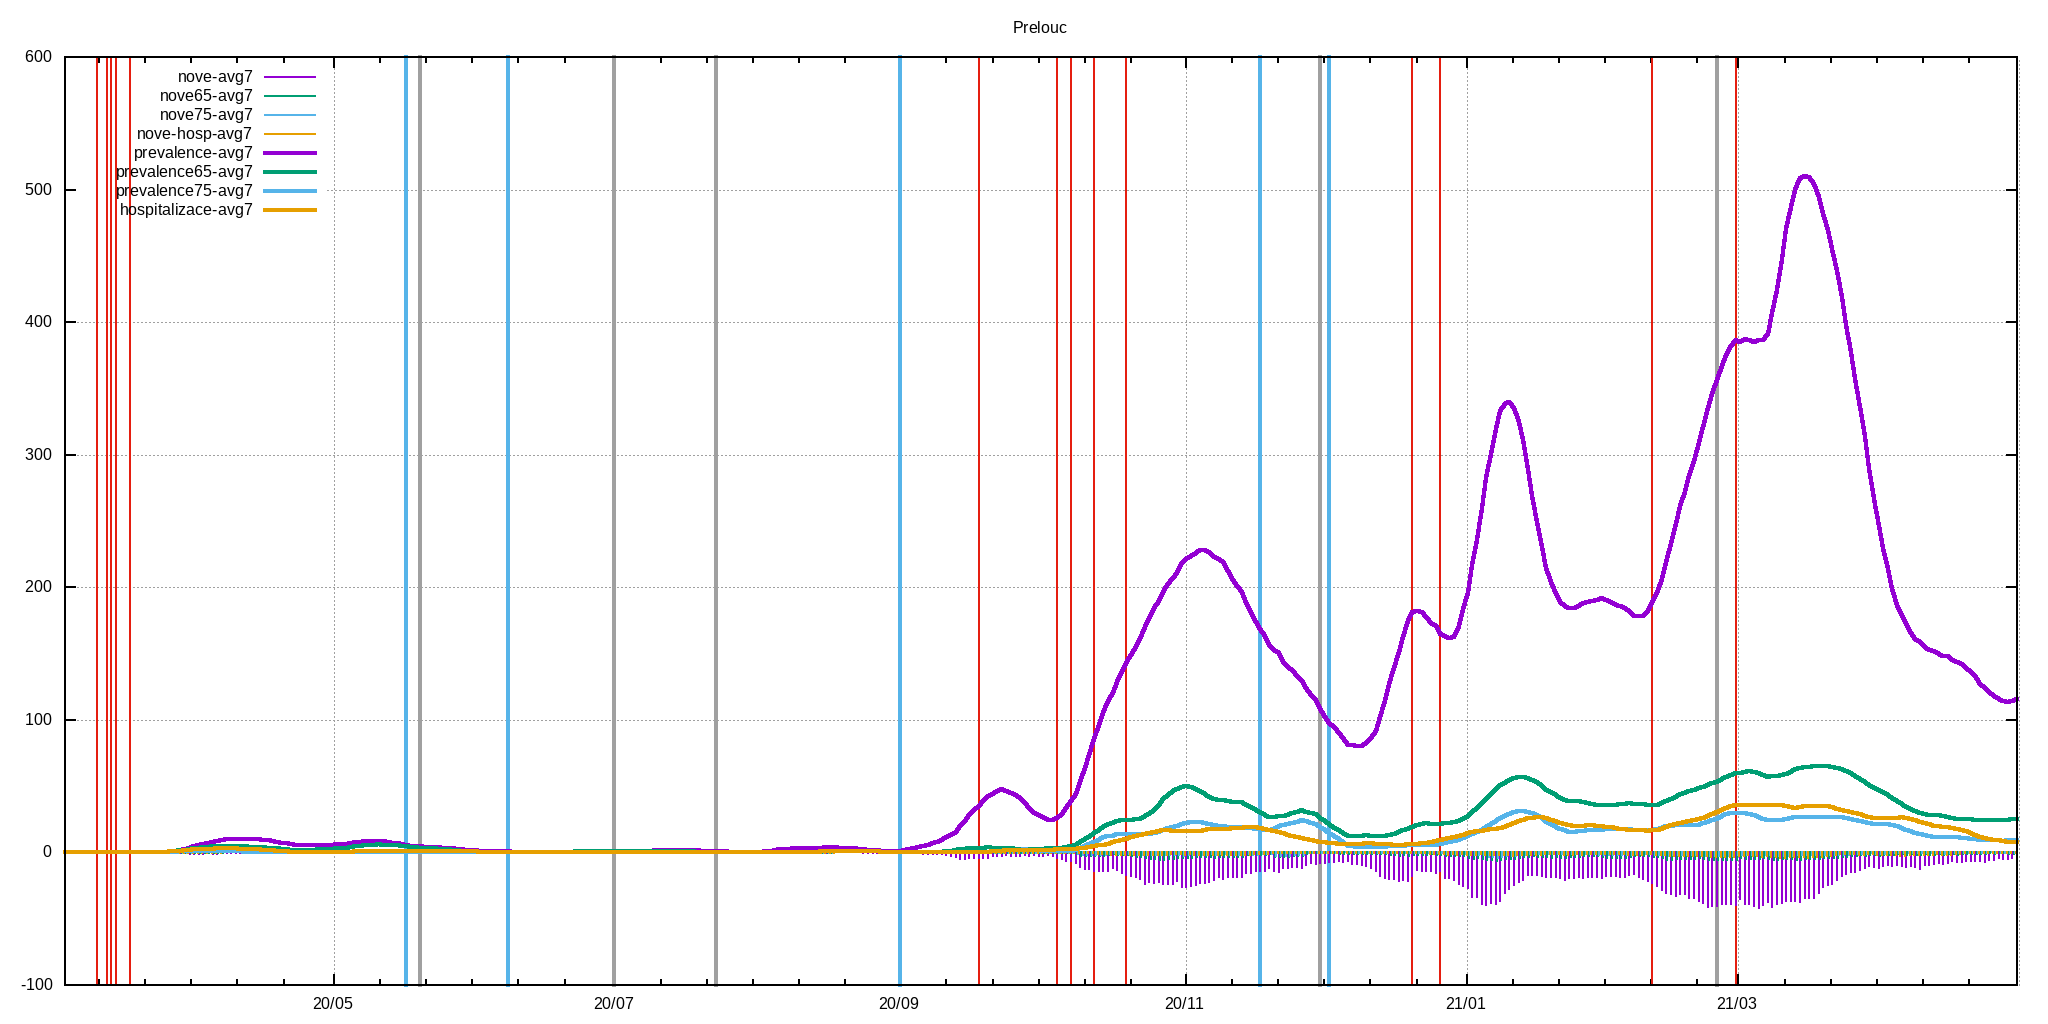 Prelouc
600
500
400
300
200
100
0
-100
nove-avg7
nove65-avg7
nove75-avg7
nove-hosp-avg7
prevalence-avg7
prevalence65-avg7
prevalence75-avg7
hospitalizace-avg7
20/05 20/07 20/09 20/11 21/01 21/03